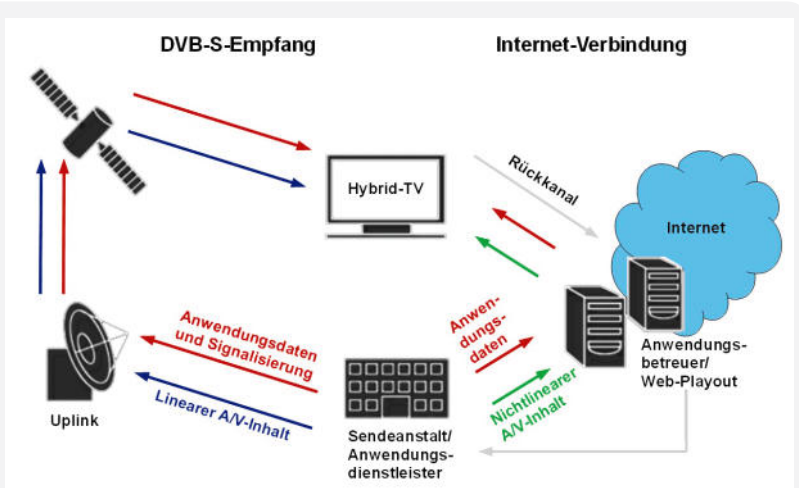 DVB-S-Empfang
Internet-Verbindung
Hybrid-TV
Rückkanal
Internet
Anwendungsdaten
und Signalisierung
Linearer A/V-Inhalt
Uplink
Anwen-
dungs-
daten
Nichtlinearer
A/V-Inhalt
Anwendungs-
betreuer/
Web-Playout
Sendeanstalt/
Anwendungs-
dienstleister